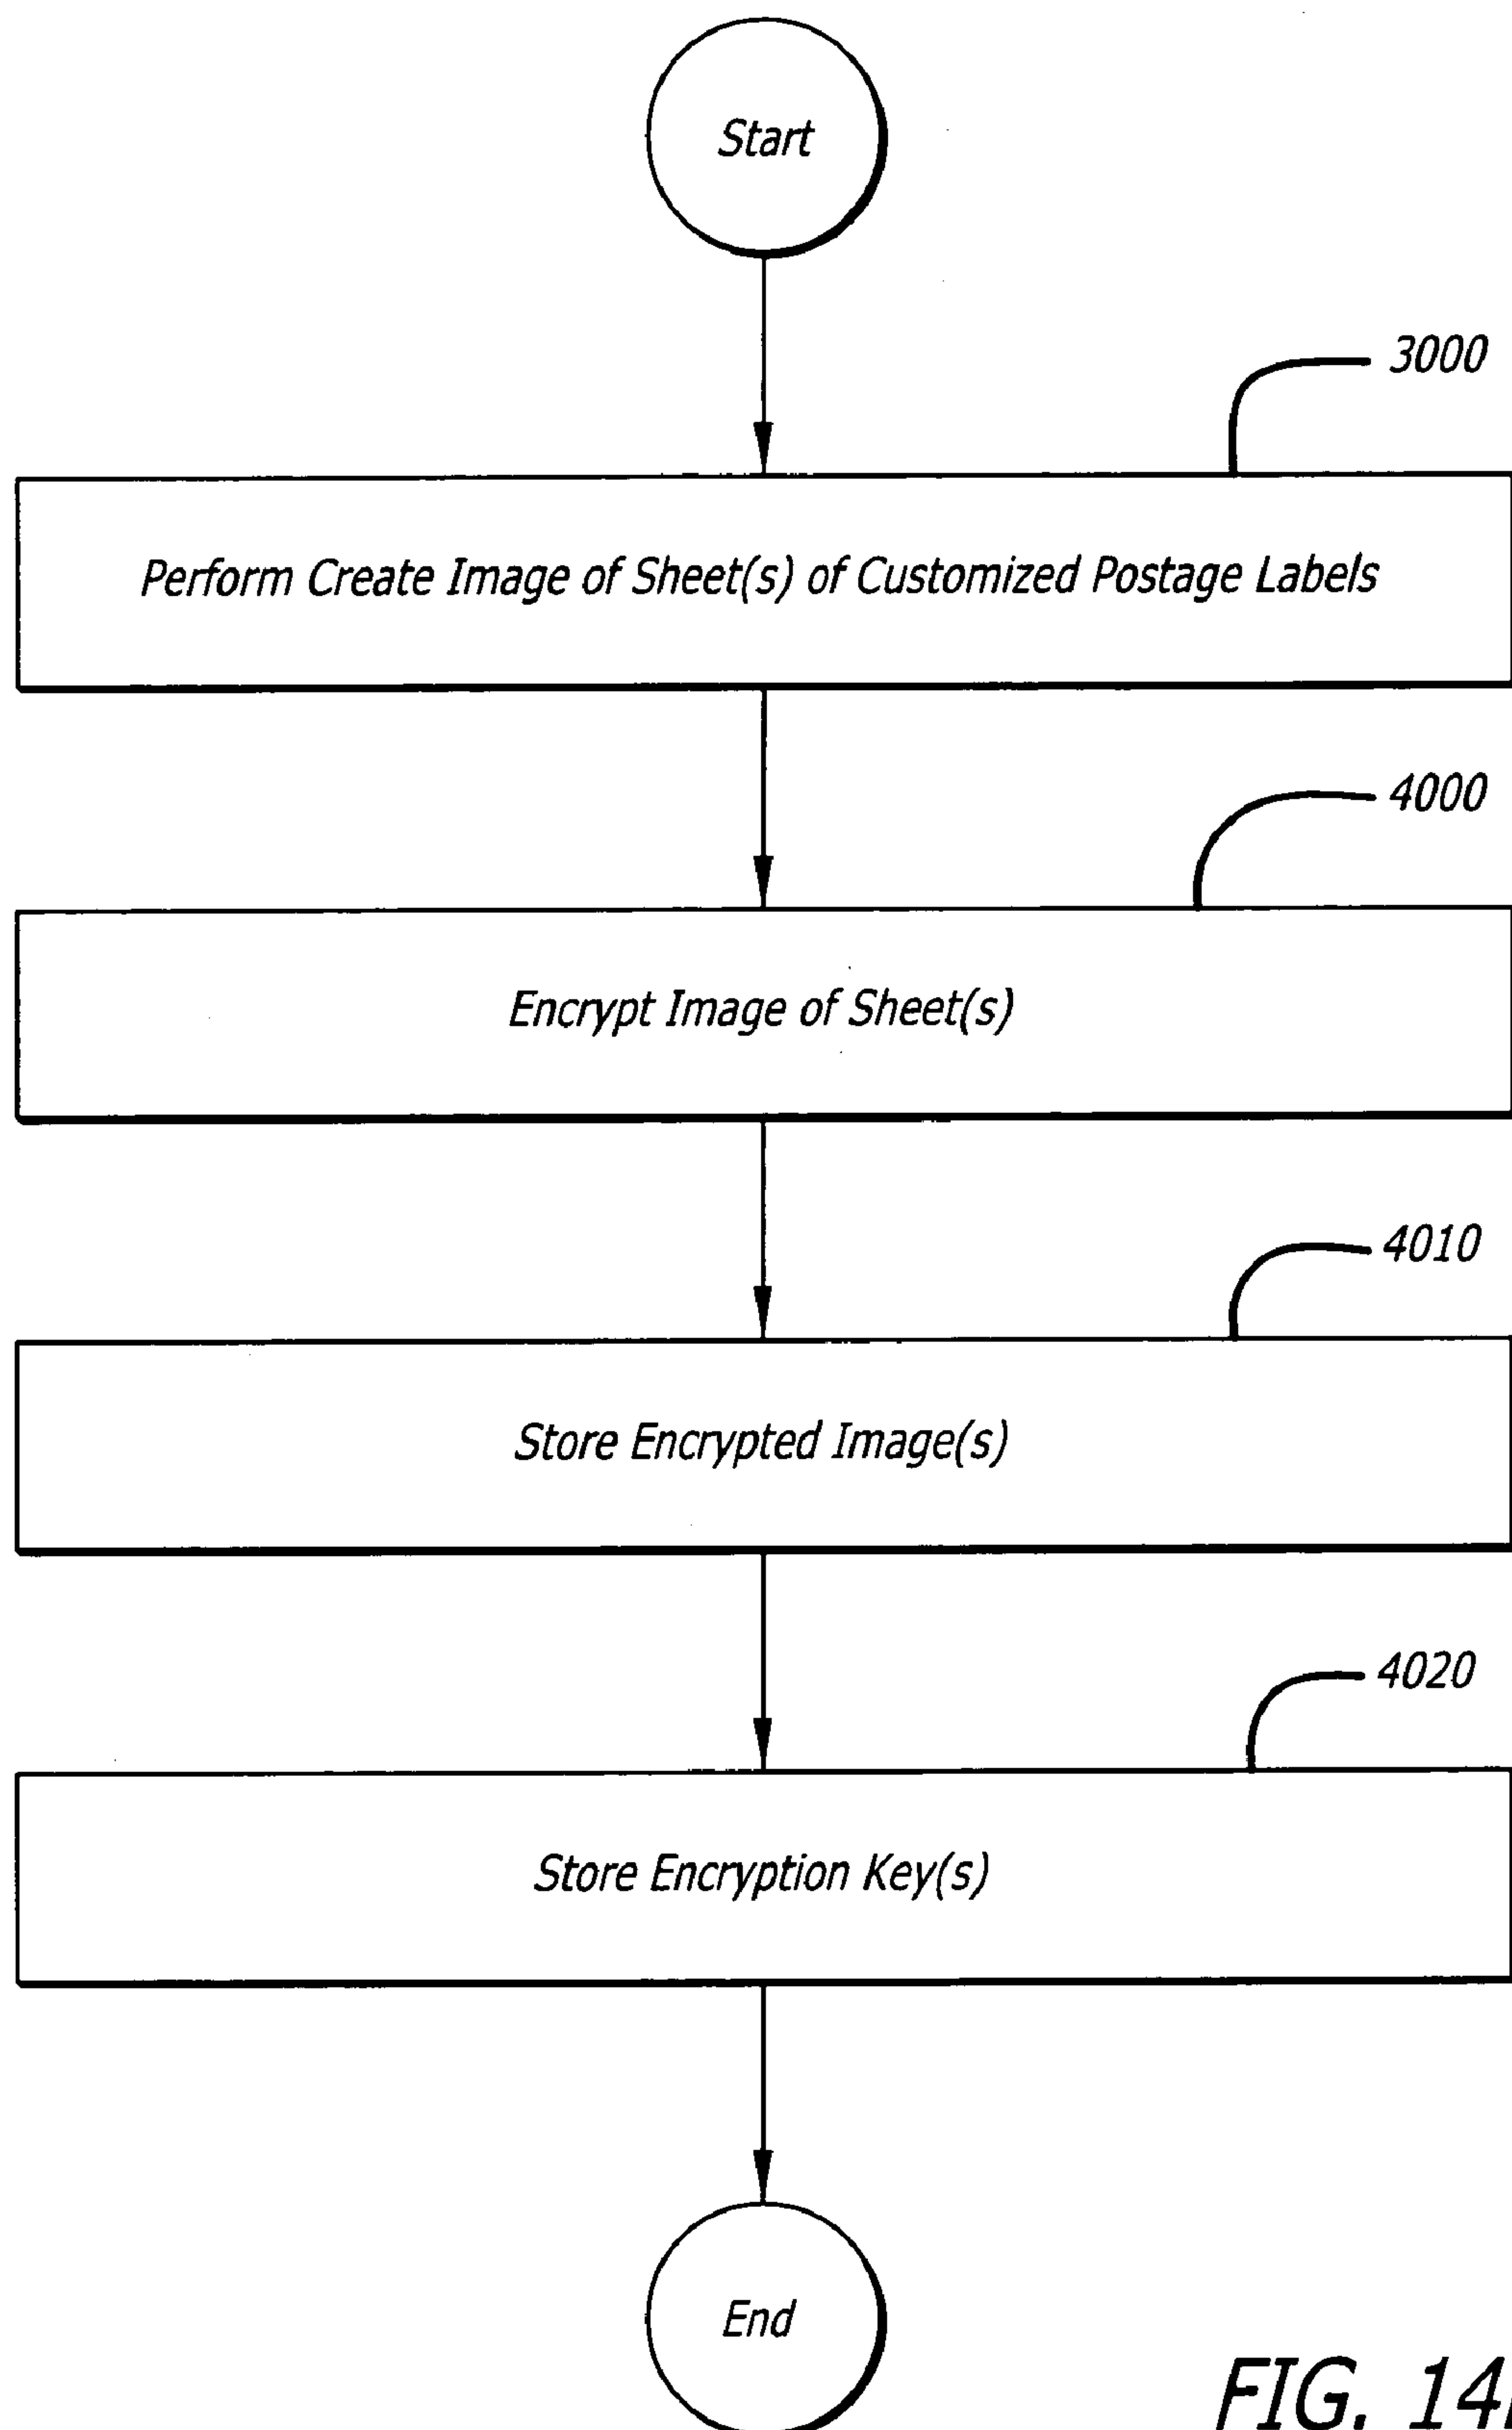 Start
3000
Perform Create Image of Sheet(s) of Customized Postage Labels
4000
Encrypt Image of Sheet(s)
4010
Store Encrypted Image(s)
4020
Store Encryption Key(s)
End
FIG.